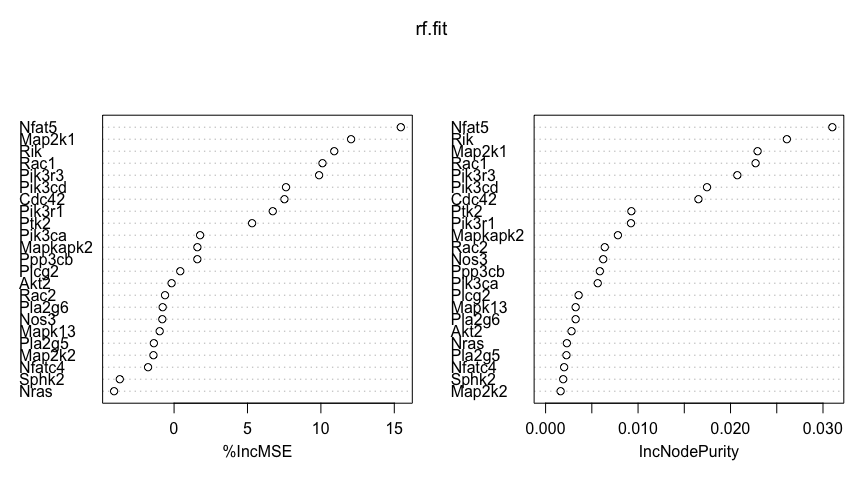 rf.fit
Nfat5
Map2k1
Rik
Rac1
Pik3r3
Pik3cd
Cdc42
Pik3r1
Ptk2
Pik3ca
Mapkapk2
Ppp3cb
Plcg2
Akt2
Rac2
Pla2g6
Nos3
Mapk13
Pla2g5
Map2k2
Nfatc4
Sphk2
Nras
0 5 10 15
%IncMSE
Nfat5
Rik
Map2k1
Rac1
Pik3r3
Pik3cd
Cdc42
Ptk2
Pik3r1
Mapkapk2
Rac2
Nos3
Ppp3cb
Pik3ca
Plcg2
Mapk13
Pla2g6
Akt2
Nras
Pla2g5
Nfatc4
Sphk2
Map2k2
0.000 0.010 0.020 0.030
IncNodePurity